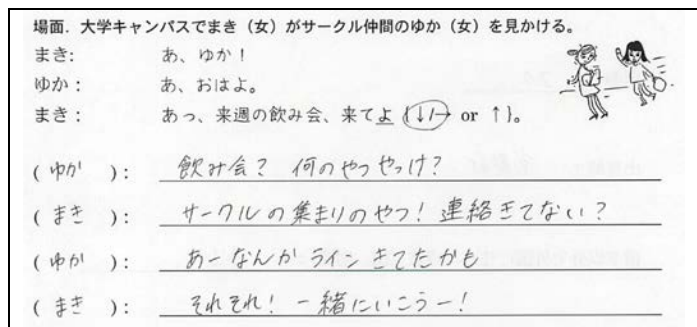 場面．大学キャンパスでまき（女）がサークル仲間のゆか（女）を見かける。
まき：　あ、ゆか！
ゆか：　あ、おはよ。
まき：　あっ、来週の飲み会、来てよ {↓/→ or ↑}。
（ゆか）：　飲み会？ 何のやつやっけ？
（まき）：　サークルの集まりのやつ！ 連絡きてない？
（ゆか）：　あーなんか ライン きてたかも
（まき）：　それそれ！ 一緒にいこうー！